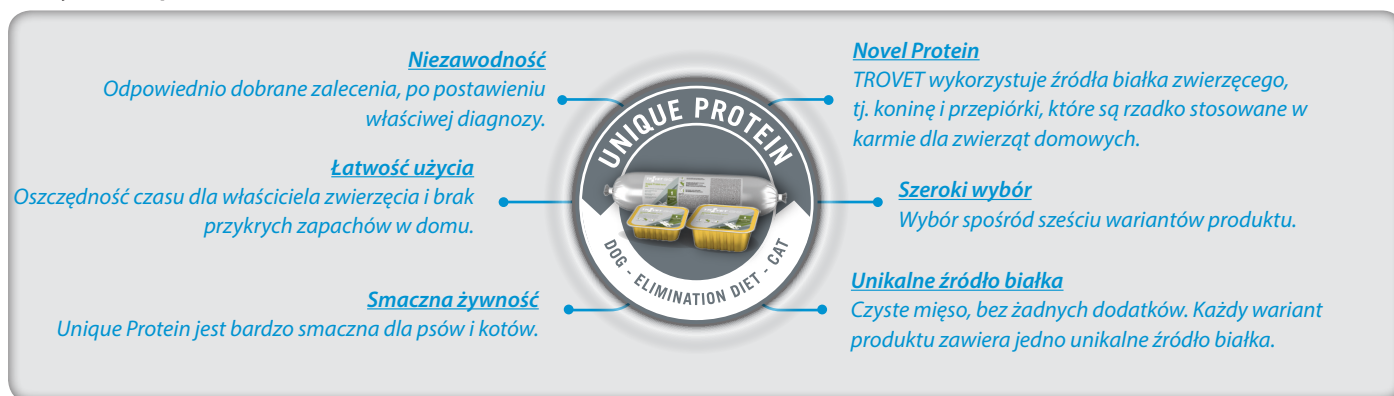 Niezawodność
Odpowiednio dobrane zalecenia, po postawieniu
właściwej diagnozy.
Łatwość użycia
Oszczędność czasu dla właściciela zwierzęcia i brak
przykrych zapachów w domu.
Smaczna żywność
Unique Protein jest bardzo smaczna dla psów i kotów.
UNIQUE PROTEIN
DOG - ELIMINATION DIET - CAT
Novel Protein
TROVET wykorzystuje źródła białka zwierzęcego,
tj. koninę i przepiórki, które są rzadko stosowane w
karmie dla zwierząt domowych.
Szeroki wybór
Wybór spośród sześciu wariantów produktu.
Unikalne źródło białka
Czyste mięso, bez żadnych dodatków. Każdy wariant
produktu zawiera jedno unikalne źródło białka.